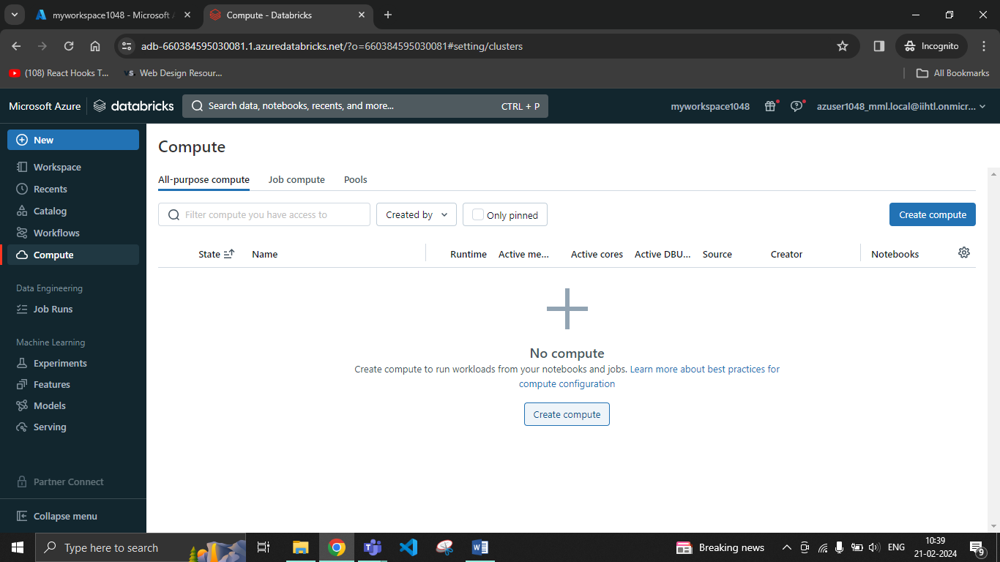 myworkspace1048 - Microsoft A
Compute - Databricks
adb-660384595030081.1.azuredatabricks.net/?o=660384595030081#setting/clusters
Incognito
(108) React Hooks T...
VS.
Web Design Resour...
All Bookmarks
Microsoft Azure
databricks
Search data, notebooks, recents, and more...
CTRL + P
myworkspace1048
azuser1048_mml.local@iihtl.onmicr...
New
Workspace
Recents
Catalog
Workflows
Compute
Data Engineering
Job Runs
Machine Learning
Experiments
Features
Models
Serving
Partner Connect
Collapse menu
Compute
All-purpose compute
Job compute
Pools
Filter compute you have access to
Created by
Only pinned
Create compute
State
Name
Runtime
Active me...
Active cores
Active DBU...
Source
Creator
Notebooks
No compute
Create compute to run workloads from your notebooks and jobs. Learn more about best practices for
compute configuration
Create compute
Type here to search
Breaking news
ENG
10:39
21-02-2024
9